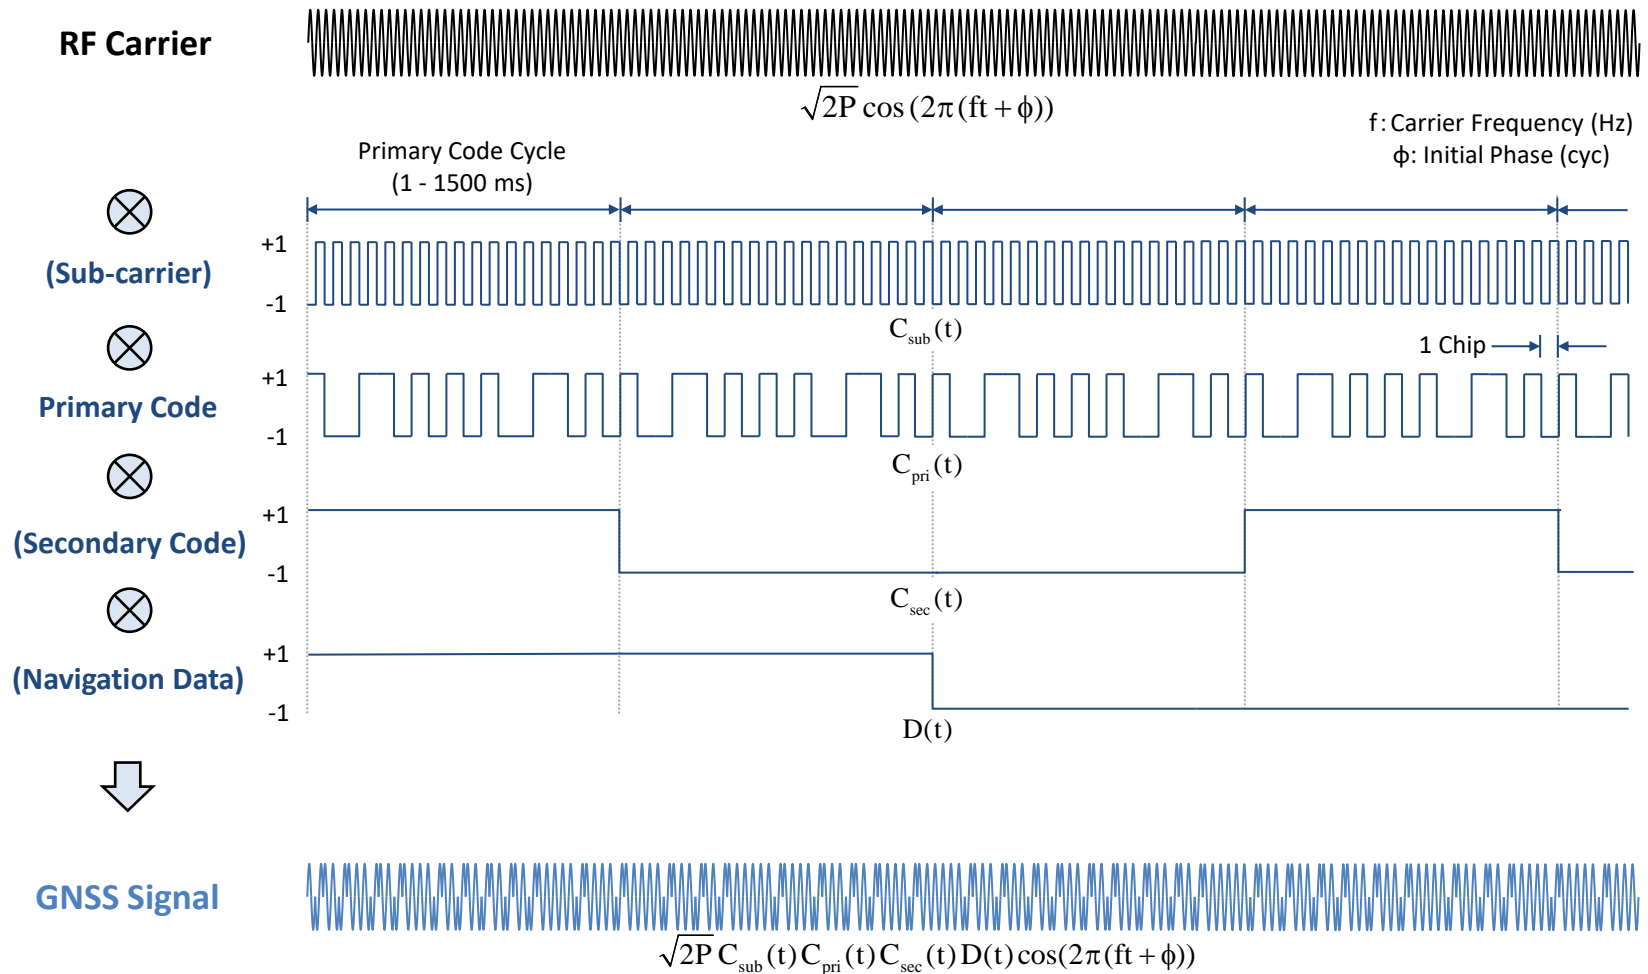 RF Carrier
√2P cos (2π(ft + ϕ))
f: Carrier Frequency (Hz)
ϕ: Initial Phase (cyc)
Primary Code Cycle
(1 - 1500 ms)
+1
(Sub-carrier)
-1
C_sub (t)
1 Chip
+1
Primary Code
-1
C_pri (t)
+1
(Secondary Code)
-1
C_sec (t)
+1
(Navigation Data)
-1
D(t)
GNSS Signal
√2P C_sub (t) C_pri (t) C_sec (t) D(t) cos(2π(ft + ϕ))